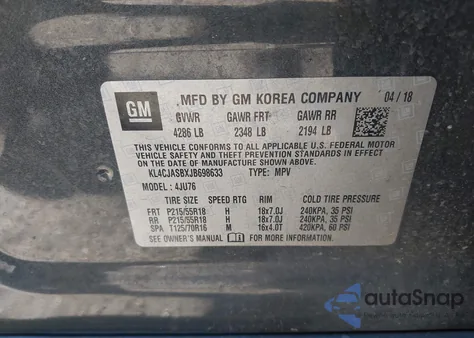 GM MFD BY GM KOREA COMPANY 04 / 18
GVWR GAWR FRT GAWR RR
4286 LB 2348 LB 2194 LB
THIS VEHICLE CONFORMS TO ALL APPLICABLE U.S. FEDERAL MOTOR
VEHICLE SAFETY AND THEFT PREVENTION STANDARDS IN EFFECT ON THE DATE OF
MANUFACTURE SHOWN ABOVE.
KL4CJASBXJB698633 TYPE: MPV
MODEL: 4JU76
TIRE SIZE SPEED RTG RIM COLD TIRE PRESSURE
FRT P215/55R18 H 18x7.0J 240KPA, 35 PSI
RR P215/55R18 H 18x7.0J 240KPA, 35 PSI
SPA T125/70R16 M 16x4.0T 420KPA, 60 PSI
SEE OWNER'S MANUAL FOR MORE INFORMATION.
autoSnap